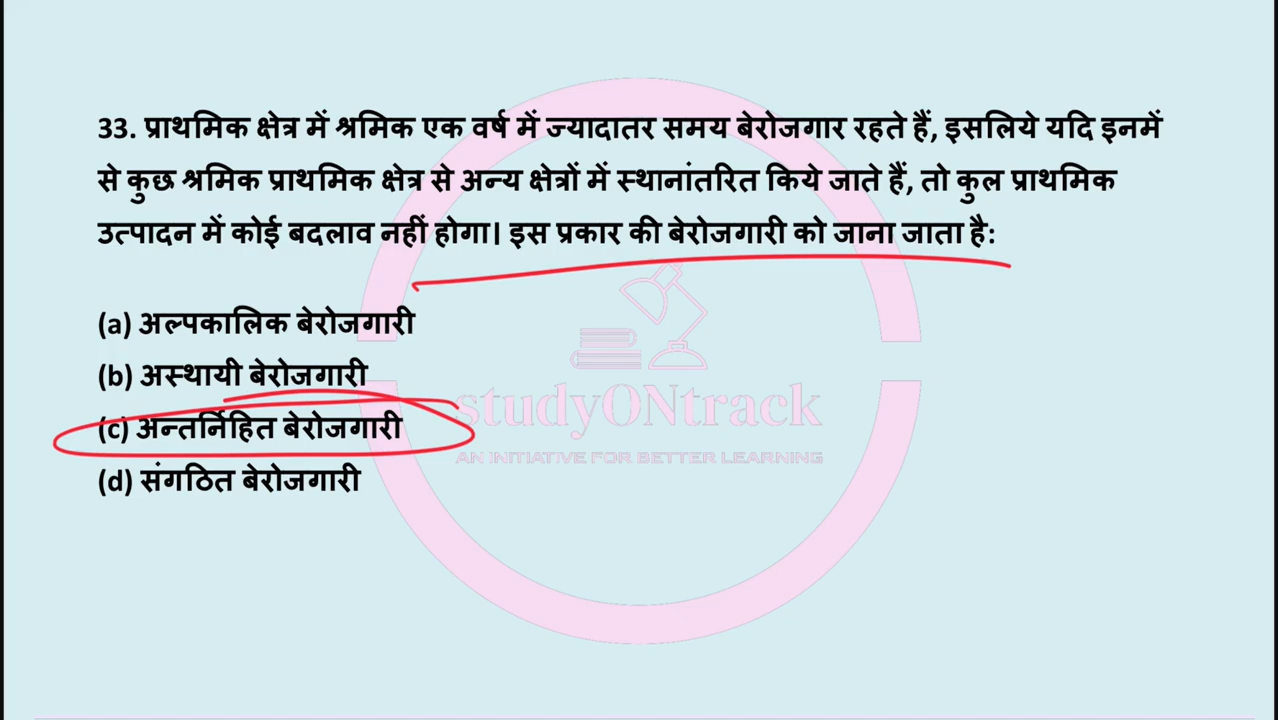 33. प्राथमिक क्षेत्र में श्रमिक एक वर्ष में ज्यादातर समय बेरोजगार रहते हैं, इसलिये यदि इनमें
से कुछ श्रमिक प्राथमिक क्षेत्र से अन्य क्षेत्रों में स्थानांतरित किये जाते हैं, तो कुल प्राथमिक
उत्पादन में कोई बदलाव नहीं होगा। इस प्रकार की बेरोजगारी को जाना जाता है:
(a) अल्पकालिक बेरोजगारी
(b) अस्थायी बेरोजगारी
(c) अन्तर्निहित बेरोजगारी
(d) संगठित बेरोजगारी
studyONtrack
AN INITIATIVE FOR BETTER LEARNING